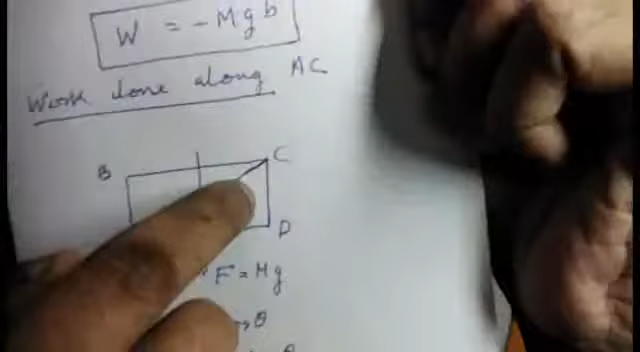 W = -Mgb
Work done along AC
B
C
D
F = Mg
θ
θ